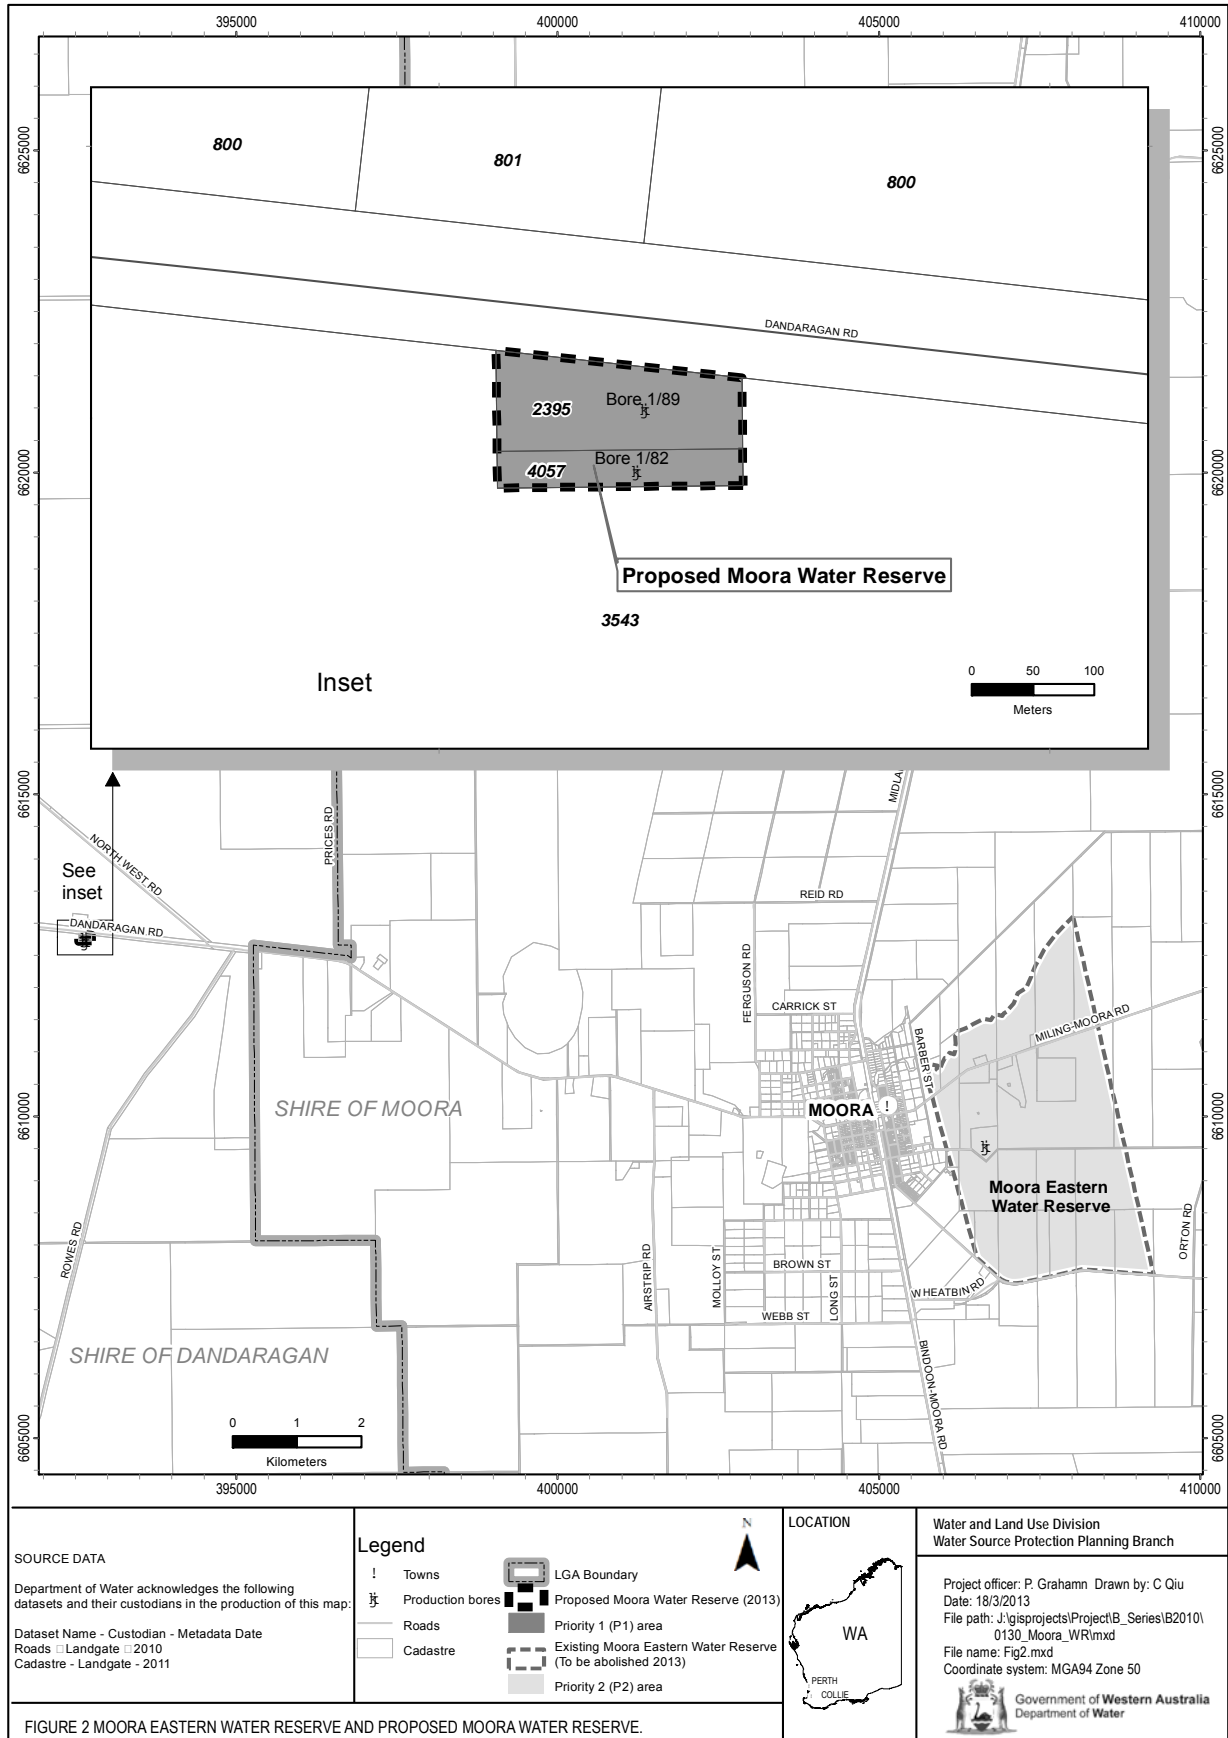 395000
400000
405000
410000
6625000
6625000
6620000
6620000
6615000
6615000
6610000
6610000
6605000
6605000
800
801
800
DANDARAGAN RD
2395
Bore 1/89
4057
Bore 1/82
Proposed Moora Water Reserve
3543
Inset
0 50 100
Meters
PRICES RD
NORTH WEST RD
See
inset
DANDARAGAN RD
MIDLA
REID RD
FERGUSON RD
CARRICK ST
BARBER ST
MILING-MOORA RD
SHIRE OF MOORA
MOORA
!
Moora Eastern
Water Reserve
ROWES RD
AIRSTRIP RD
MOLLOY ST
BROWN ST
LONG ST
WEBB ST
WHEATBIN RD
ORTON RD
BINDOON-MOORA RD
SHIRE OF DANDARAGAN
0 1 2
Kilometers
395000
400000
405000
410000
SOURCE DATA
Department of Water acknowledges the following
datasets and their custodians in the production of this map:
Dataset Name - Custodian - Metadata Date
Roads □ Landgate □ 2010
Cadastre - Landgate - 2011
Legend
N
! Towns
Production bores
Roads
Cadastre
LGA Boundary
Proposed Moora Water Reserve (2013)
Priority 1 (P1) area
Existing Moora Eastern Water Reserve
(To be abolished 2013)
Priority 2 (P2) area
LOCATION
WA
PERTH
COLLIE
Water and Land Use Division
Water Source Protection Planning Branch
Project officer: P. Grahamn Drawn by: C Qiu
Date: 18/3/2013
File path: J:\gisprojects\Project\B_Series\B2010\
0130_Moora_WR\mxd
File name: Fig2.mxd
Coordinate system: MGA94 Zone 50
Government of Western Australia
Department of Water
FIGURE 2 MOORA EASTERN WATER RESERVE AND PROPOSED MOORA WATER RESERVE.